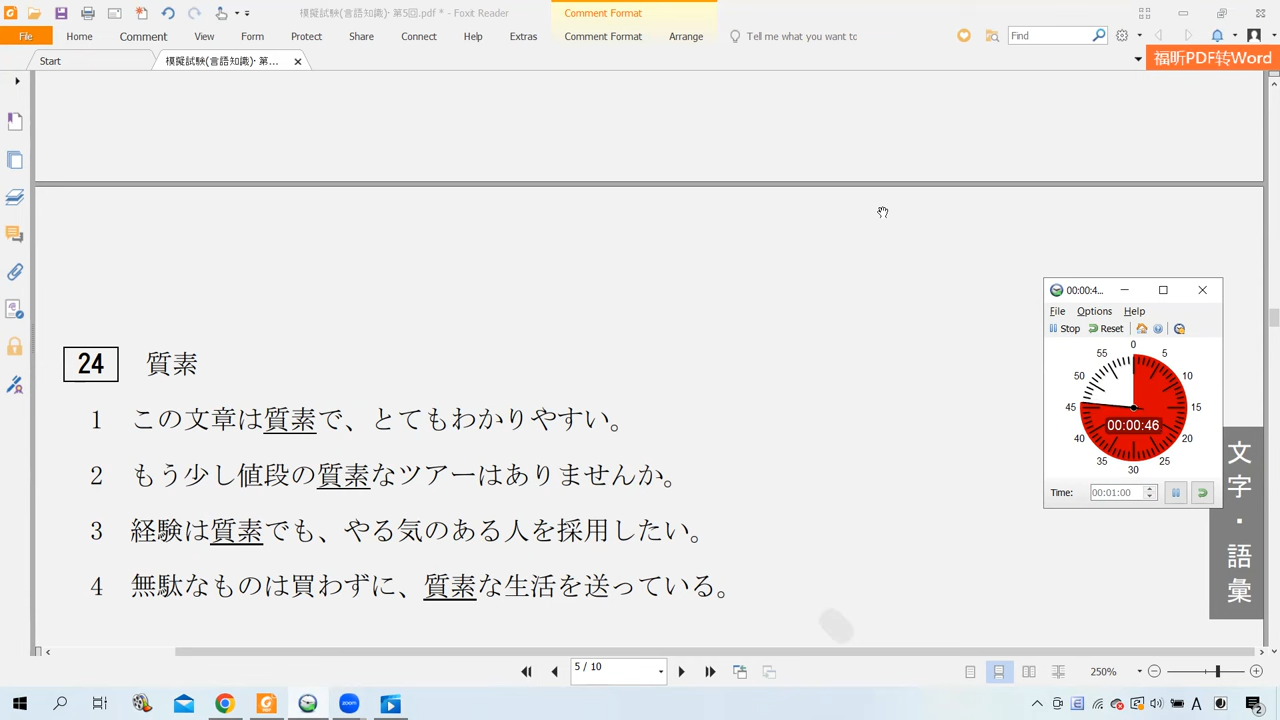 模擬試験(言語知識)· 第5回.pdf * - Foxit Reader
Comment Format
File
Home
Comment
View
Form
Protect
Share
Connect
Help
Extras
Comment Format
Arrange
Tell me what you want to
Find
Start
模擬試験(言語知識)· 第...
福昕PDF转Word
24 質素
1 この文章は質素で、とてもわかりやすい。
2 もう少し値段の質素なツアーはありませんか。
3 経験は質素でも、やる気のある人を採用したい。
4 無駄なものは買わずに、質素な生活を送っている。
文字・語彙
00:00:4...
File Options Help
Stop Reset
0
55 5
50 10
45 15
40 20
35 25
30
00:00:46
Time: 00:01:00
5 / 10
250%
zoom
A
2